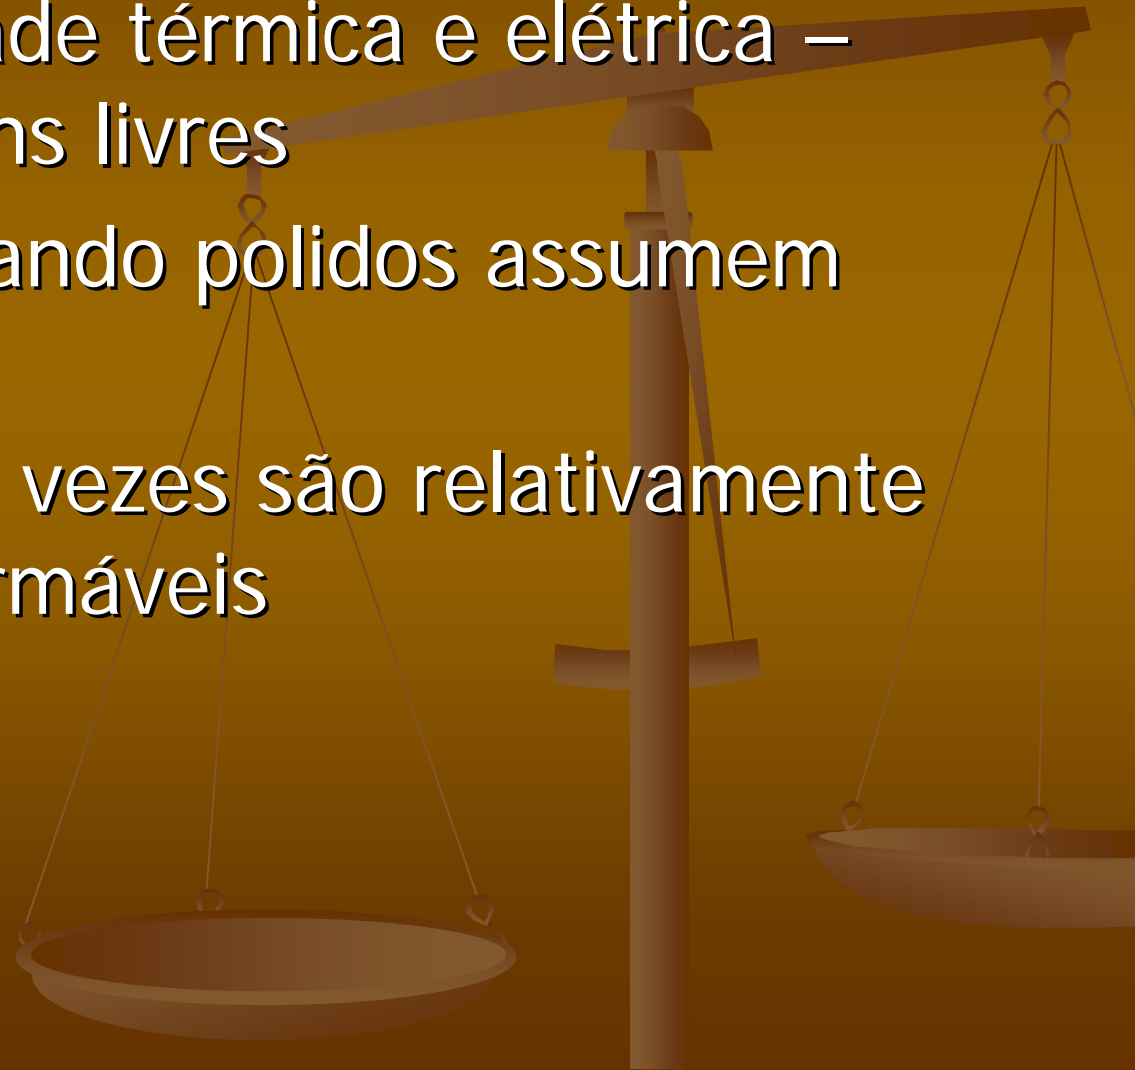 ade térmica e elétrica –
ns livres
ando polidos assumem
vezes são relativamente
rmáveis